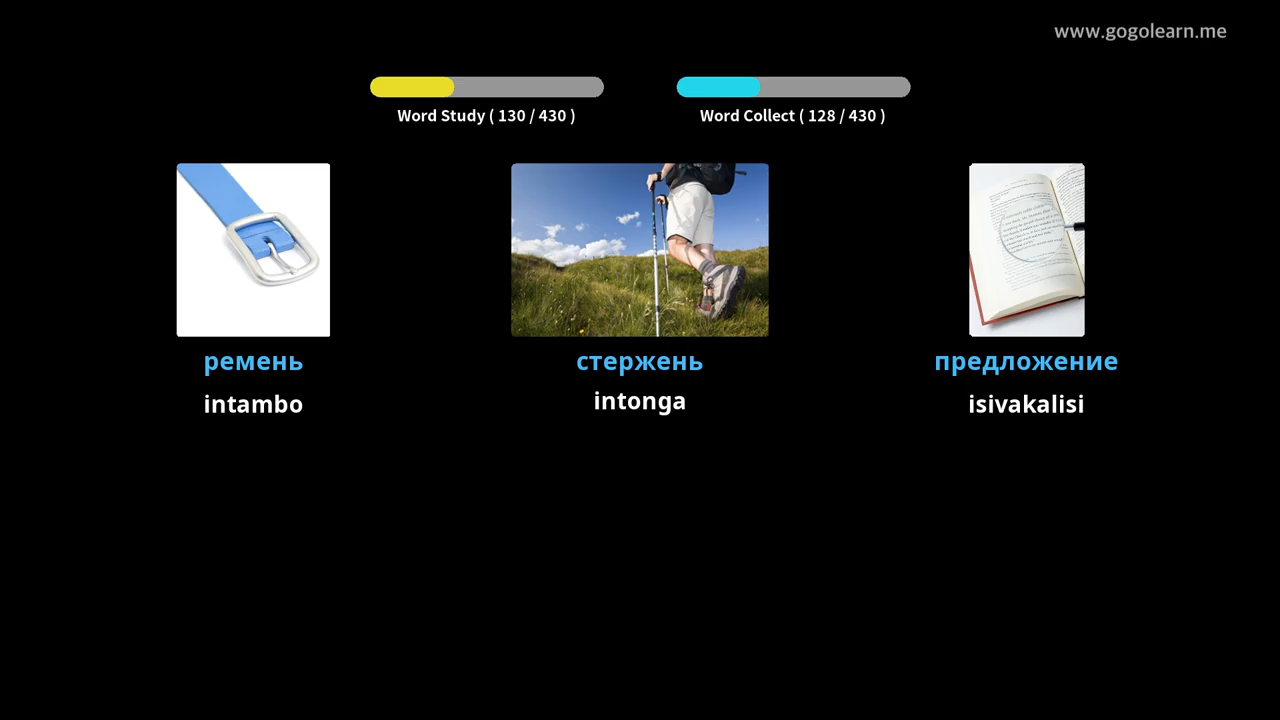 www.gogolearn.me
Word Study ( 130 / 430 )
Word Collect ( 128 / 430 )
ремень
стержень
предложение
intambo
intonga
isivakalisi